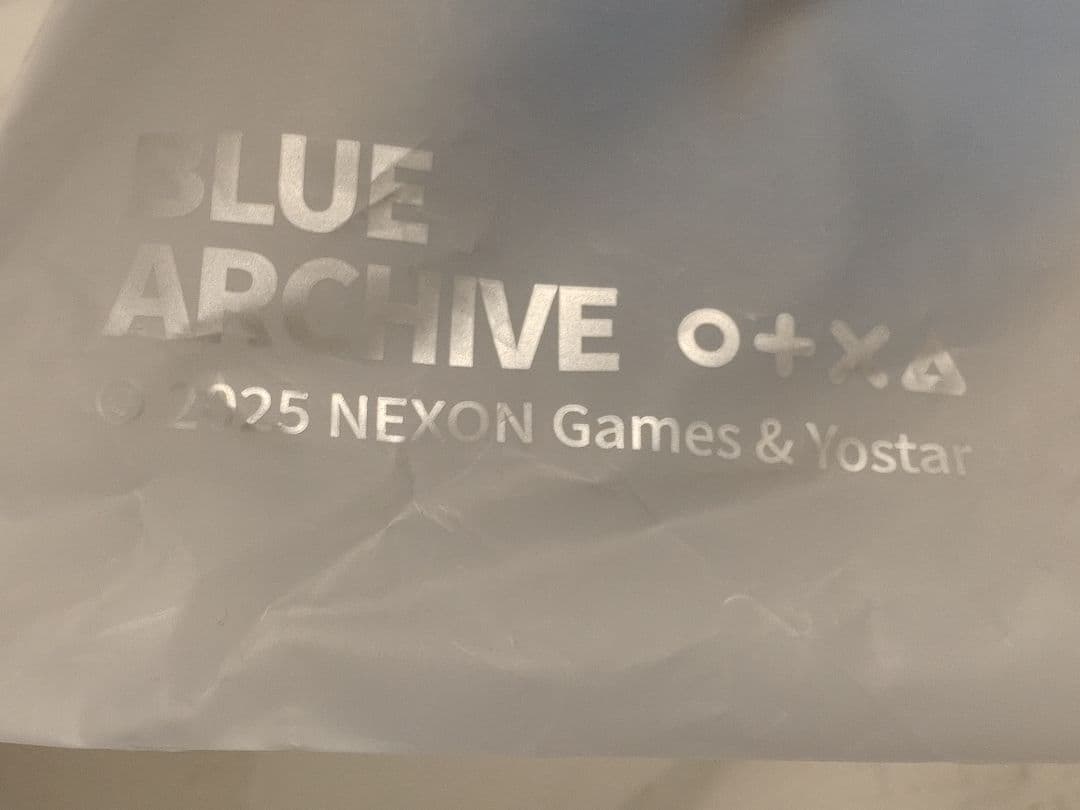 BLUE
ARCHIVE
© 2025 NEXON Games & Yostar